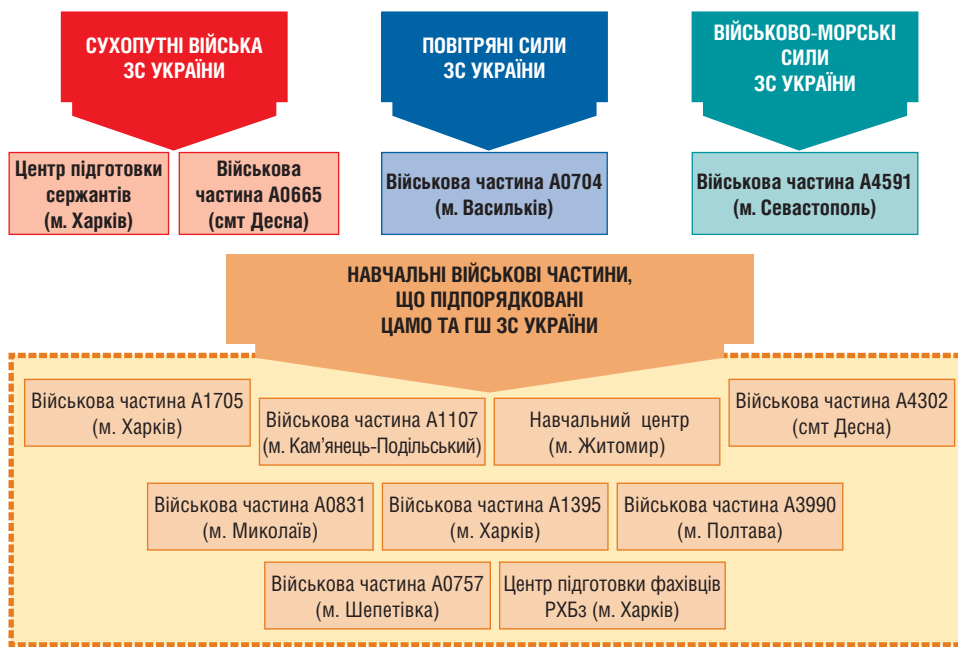 СУХОПУТНІ ВІЙСЬКА
ЗС УКРАЇНИ
ПОВІТРЯНІ СИЛИ
ЗС УКРАЇНИ
ВІЙСЬКОВО-МОРСЬКІ
СИЛИ
ЗС УКРАЇНИ
Центр підготовки
сержантів
(м. Харків)
Військова
частина А0665
(смт Десна)
Військова частина А0704
(м. Васильків)
Військова частина А4591
(м. Севастополь)
НАВЧАЛЬНІ ВІЙСЬКОВІ ЧАСТИНИ,
ЩО ПІДПОРЯДКОВАНІ
ЦАМО ТА ГШ ЗС УКРАЇНИ
Військова частина А1705
(м. Харків)
Військова частина А1107
(м. Кам’янець-Подільський)
Навчальний центр
(м. Житомир)
Військова частина А4302
(смт Десна)
Військова частина А0831
(м. Миколаїв)
Військова частина А1395
(м. Харків)
Військова частина А3990
(м. Полтава)
Військова частина А0757
(м. Шепетівка)
Центр підготовки фахівців
РХБз (м. Харків)